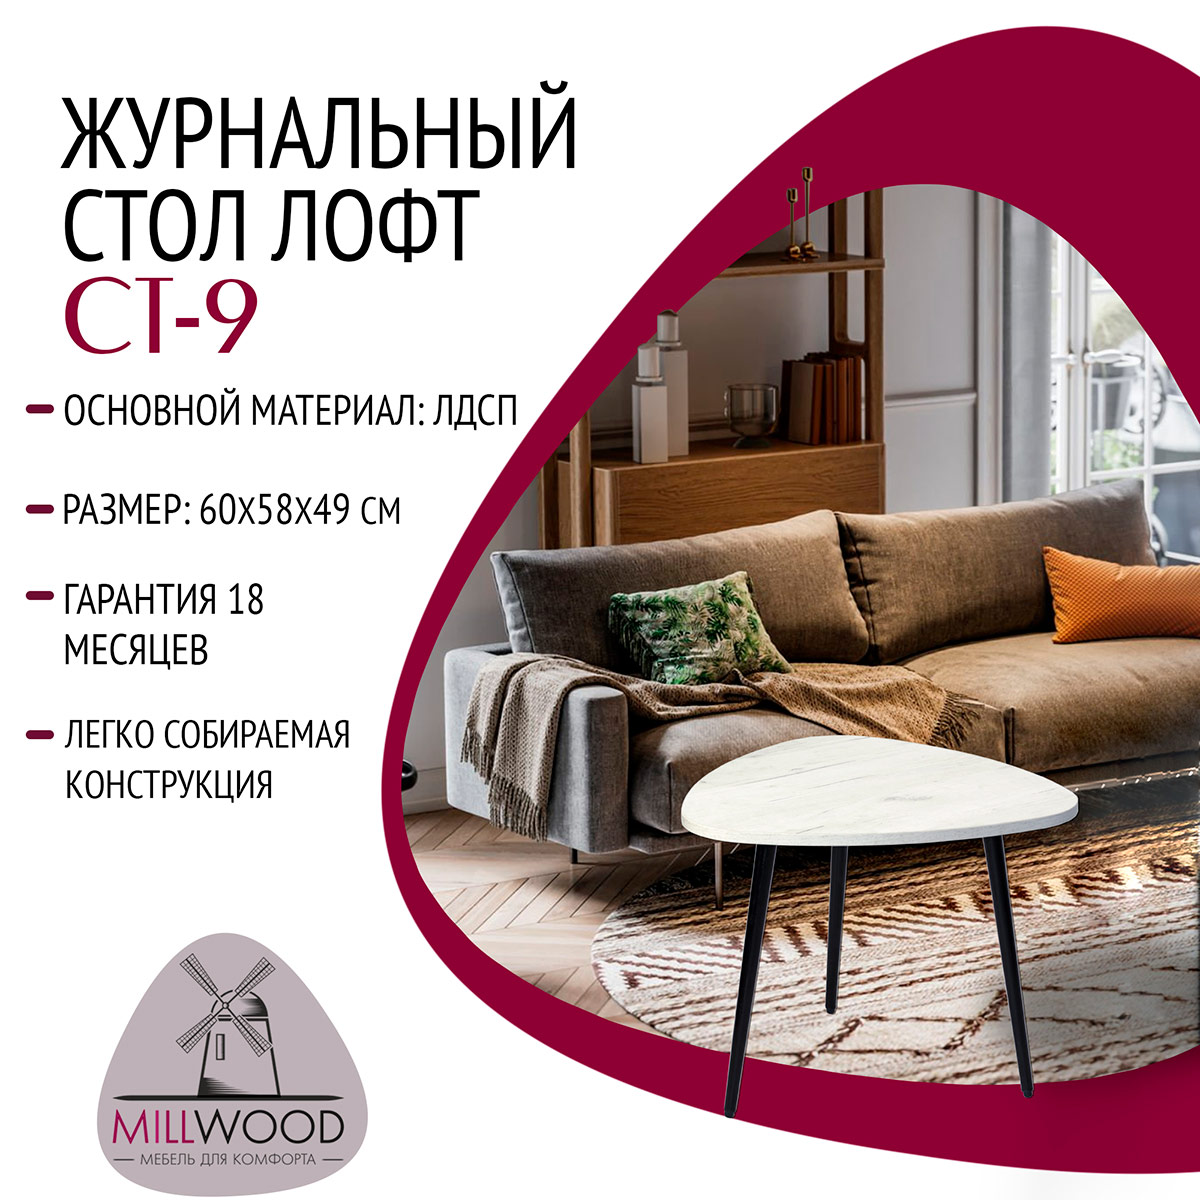 ЖУРНАЛЬНЫЙ
СТОЛ ЛОФТ
СТ-9
ОСНОВНОЙ МАТЕРИАЛ: ЛДСП
РАЗМЕР: 60х58х49 СМ
ГАРАНТИЯ 18
МЕСЯЦЕВ
ЛЕГКО СОБИРАЕМАЯ
КОНСТРУКЦИЯ
MILLWOOD
МЕБЕЛЬ ДЛЯ КОМФОРТА